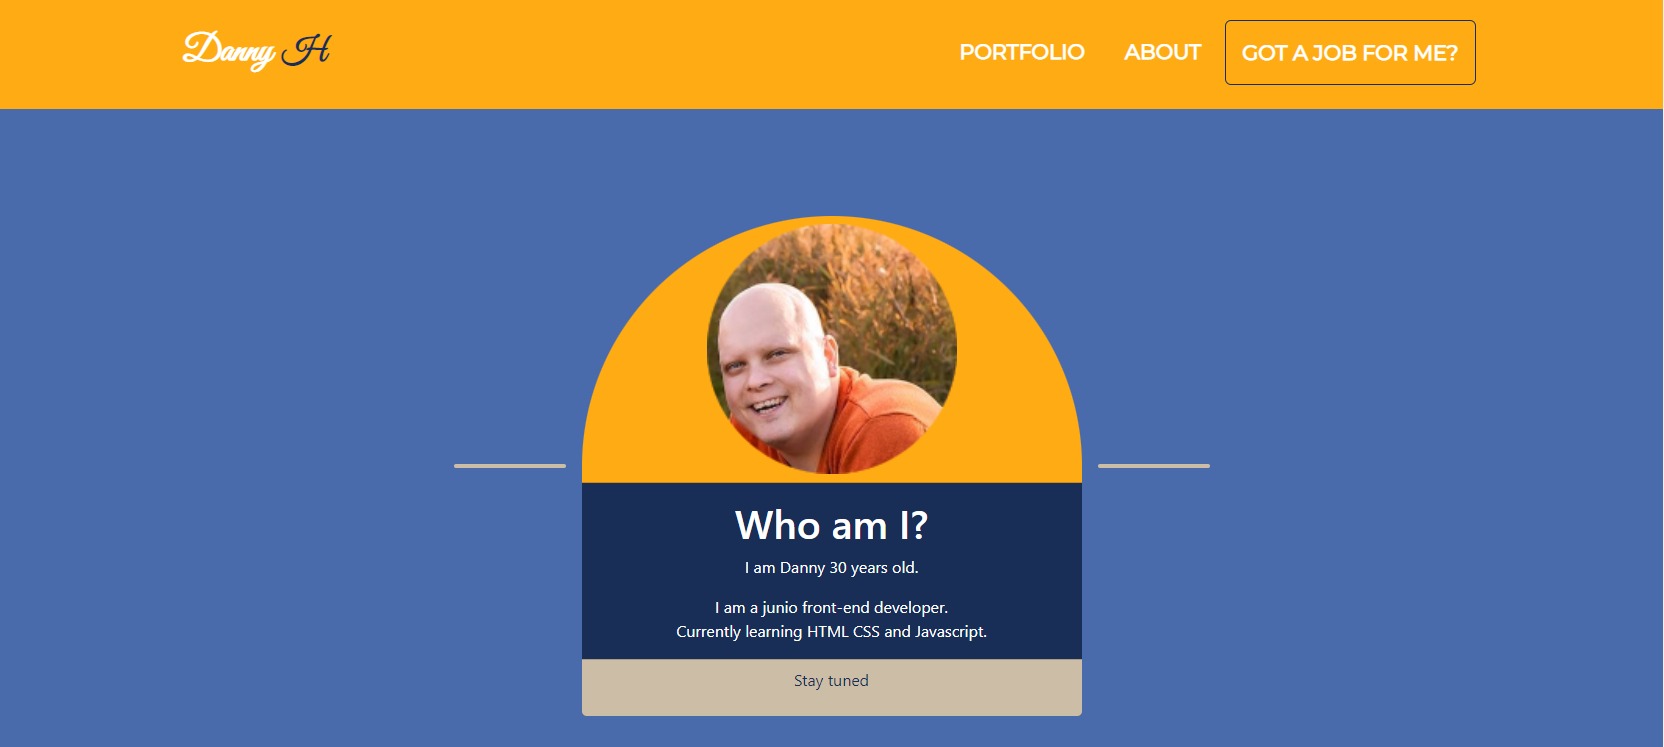 Danny H
PORTFOLIO ABOUT GOT A JOB FOR ME?
Who am I?
I am Danny 30 years old.
I am a junio front-end developer.
Currently learning HTML CSS and Javascript.
Stay tuned